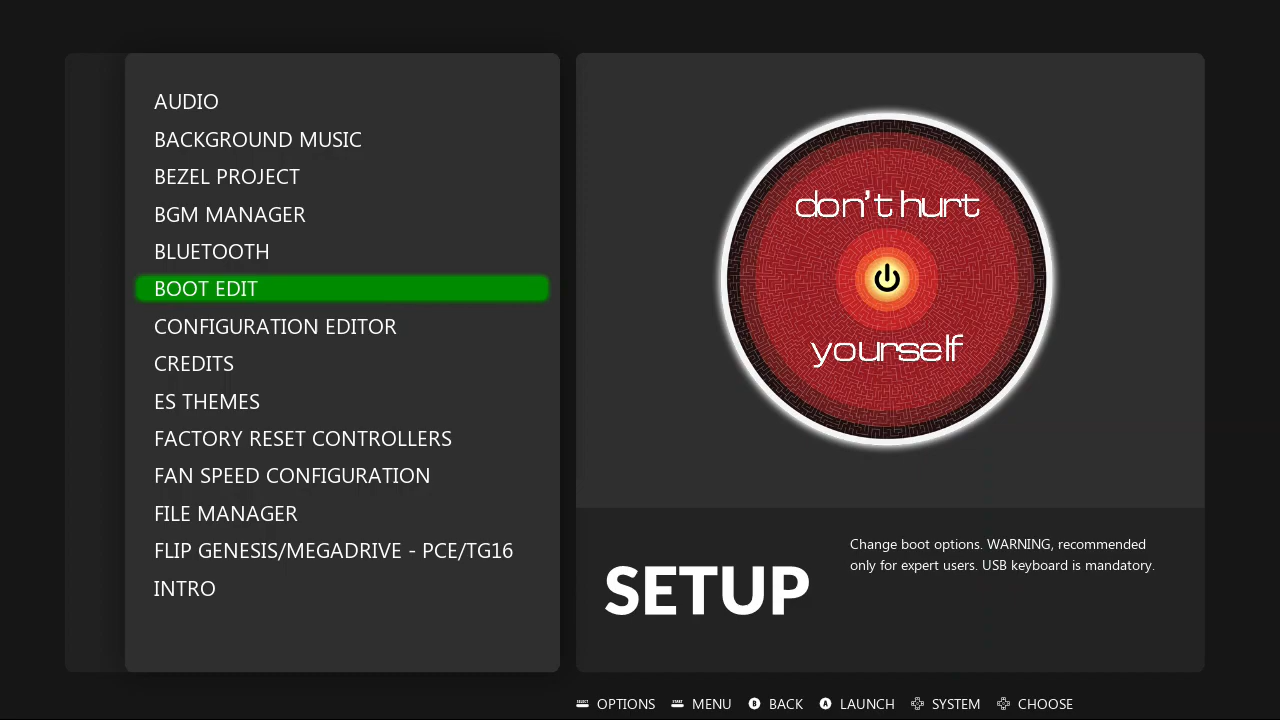 AUDIO
BACKGROUND MUSIC
BEZEL PROJECT
BGM MANAGER
BLUETOOTH
BOOT EDIT
CONFIGURATION EDITOR
CREDITS
ES THEMES
FACTORY RESET CONTROLLERS
FAN SPEED CONFIGURATION
FILE MANAGER
FLIP GENESIS/MEGADRIVE - PCE/TG16
INTRO
don't hurt
yourself
SETUP
Change boot options. WARNING, recommended
only for expert users. USB keyboard is mandatory.
SELECT OPTIONS START MENU B BACK A LAUNCH SYSTEM CHOOSE